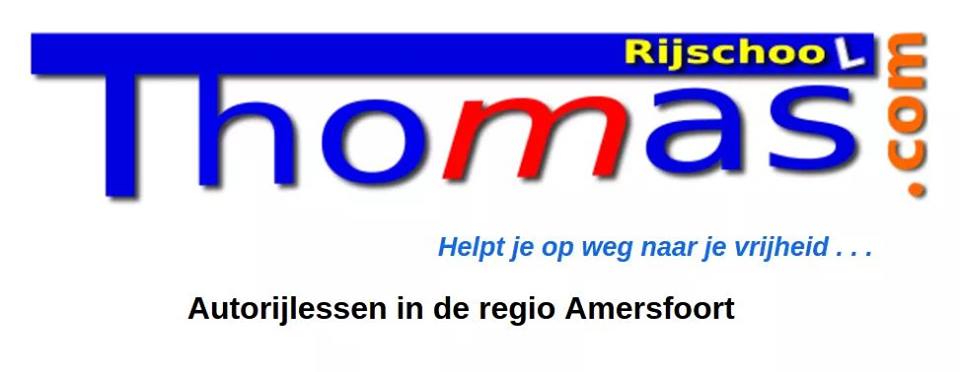 RijschooL
Thomas
.com
Helpt je op weg naar je vrijheid . . .
Autorijlessen in de regio Amersfoort